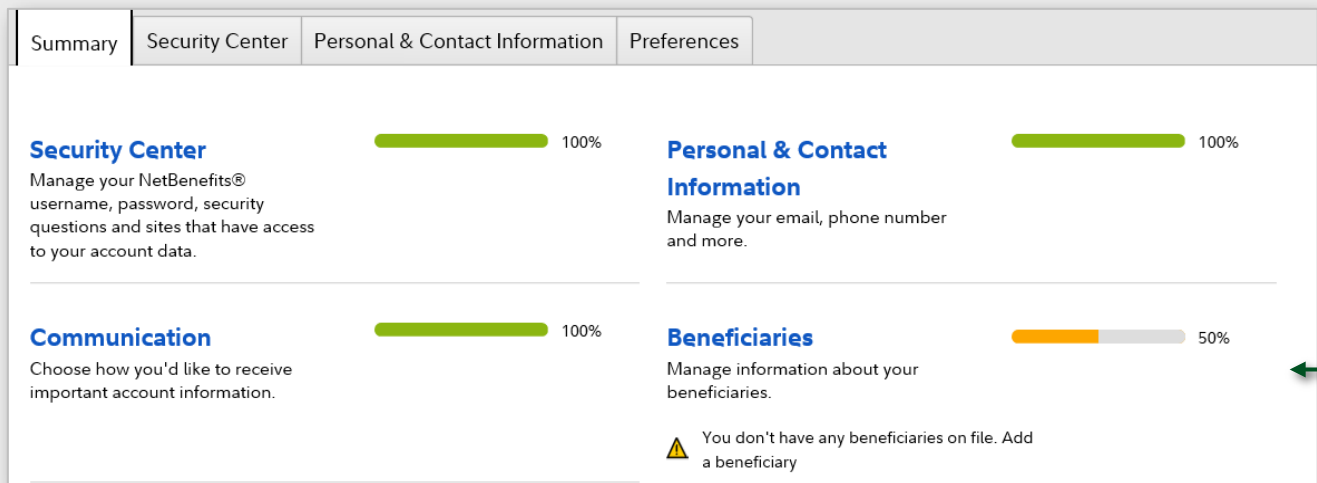 Summary
Security Center
Personal & Contact Information
Preferences
Security Center
100%
Manage your NetBenefits®
username, password, security
questions and sites that have access
to your account data.
Personal & Contact
Information
100%
Manage your email, phone number
and more.
Communication
100%
Choose how you'd like to receive
important account information.
Beneficiaries
50%
Manage information about your
beneficiaries.
You don't have any beneficiaries on file. Add
a beneficiary